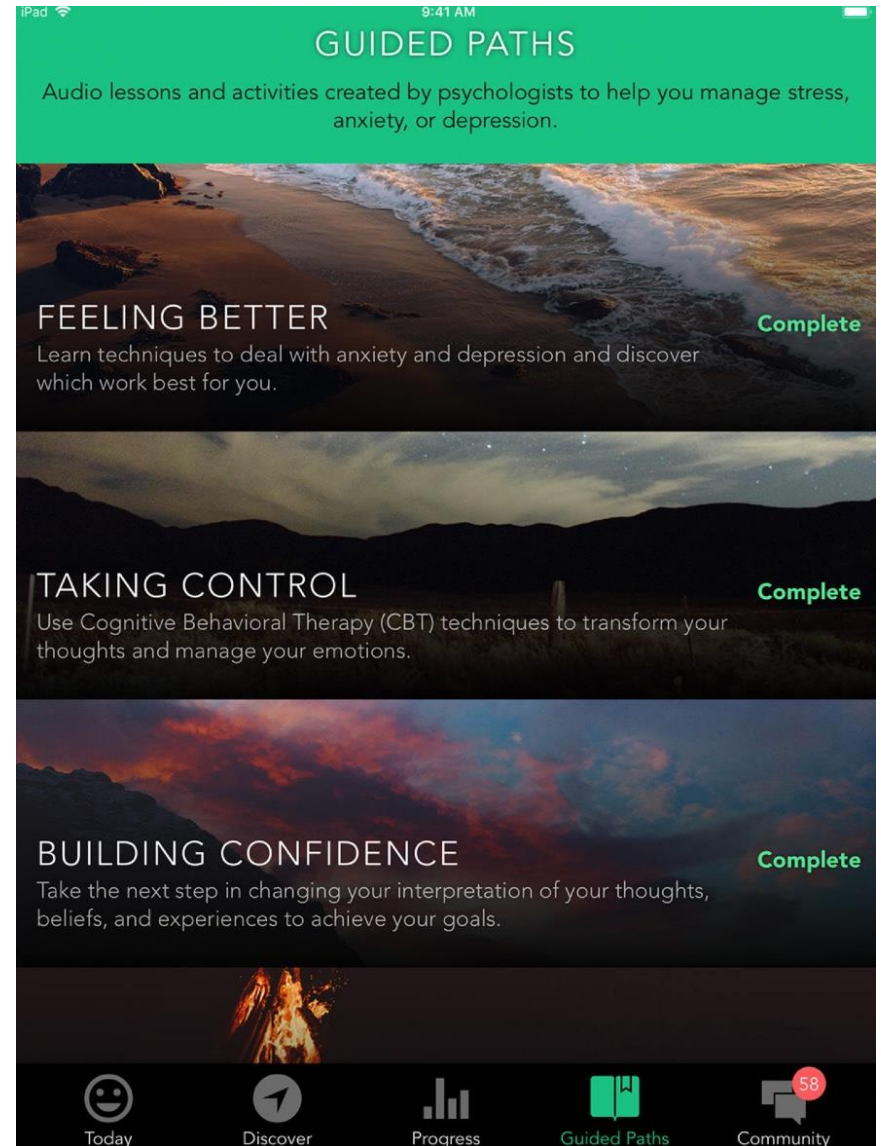 iPad 9:41 AM
GUIDED PATHS
Audio lessons and activities created by psychologists to help you manage stress,
anxiety, or depression.
FEELING BETTER
Complete
Learn techniques to deal with anxiety and depression and discover
which work best for you.
TAKING CONTROL
Complete
Use Cognitive Behavioral Therapy (CBT) techniques to transform your
thoughts and manage your emotions.
BUILDING CONFIDENCE
Complete
Take the next step in changing your interpretation of your thoughts,
beliefs, and experiences to achieve your goals.
58
Today Discover Progress Guided Paths Community